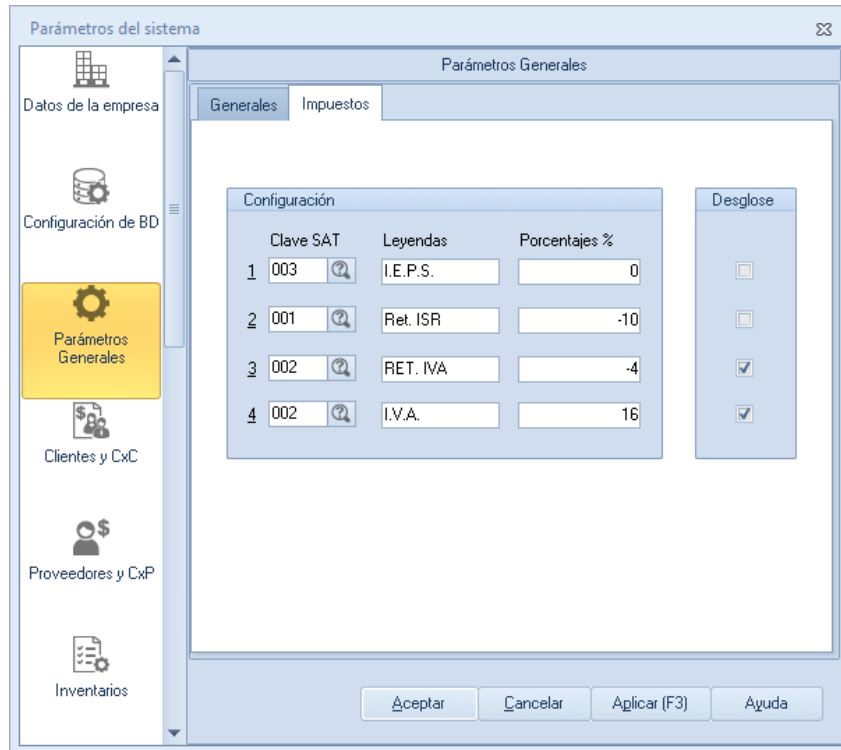 Parámetros del sistema
Datos de la empresa
Configuración de BD
Parámetros
Generales
Clientes y CxC
Proveedores y CxP
Inventarios
Parámetros Generales
Generales
Impuestos
Configuración
Desglose
Clave SAT
Leyendas
Porcentajes %
1 003 I.E.P.S. 0
2 001 Ret. ISR -10
3 002 RET. IVA -4
4 002 I.V.A. 16
Aceptar
Cancelar
Aplicar (F3)
Ayuda